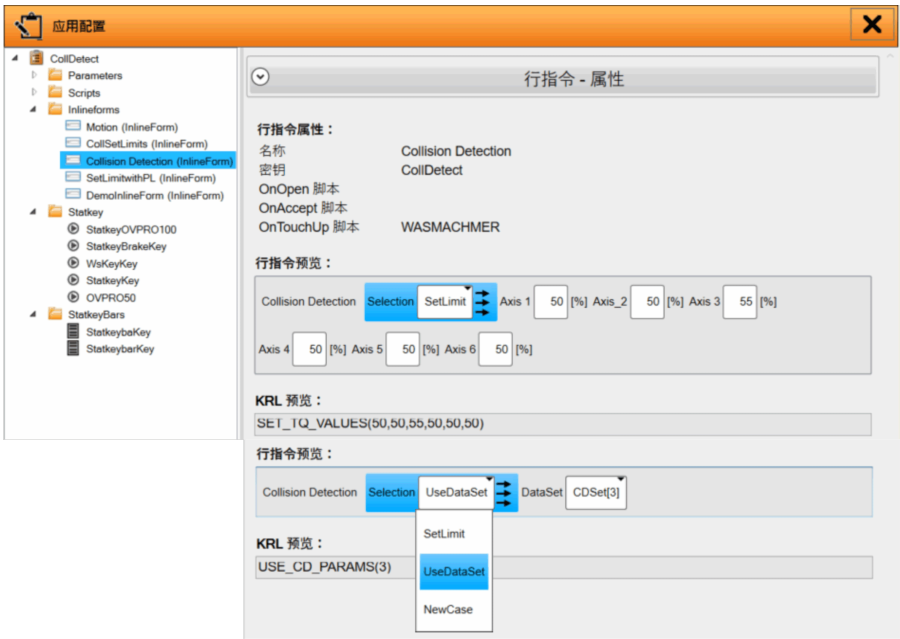 应用配置
CollDetect
Parameters
Scripts
Inlineforms
Motion (InlineForm)
CollSetLimits (InlineForm)
Collision Detection (InlineForm)
SetLimitwithPL (InlineForm)
DemoInlineForm (InlineForm)
Statkey
StatkeyOVPRO100
StatkeyBrakeKey
WsKeyKey
StatkeyKey
OVPRO50
StatkeyBars
StatkeybaKey
StatkeybarKey
行指令 - 属性
行指令属性：
名称 Collision Detection
密钥 CollDetect
OnOpen 脚本
OnAccept 脚本
OnTouchUp 脚本 WASMACHMER
行指令预览：
Collision Detection Selection SetLimit Axis 1 50 [%] Axis_2 50 [%] Axis 3 55 [%]
Axis 4 50 [%] Axis 5 50 [%] Axis 6 50 [%]
KRL 预览：
SET_TQ_VALUES(50,50,55,50,50,50)
行指令预览：
Collision Detection Selection UseDataSet DataSet CDSet[3]
SetLimit
UseDataSet
NewCase
KRL 预览：
USE_CD_PARAMS(3)